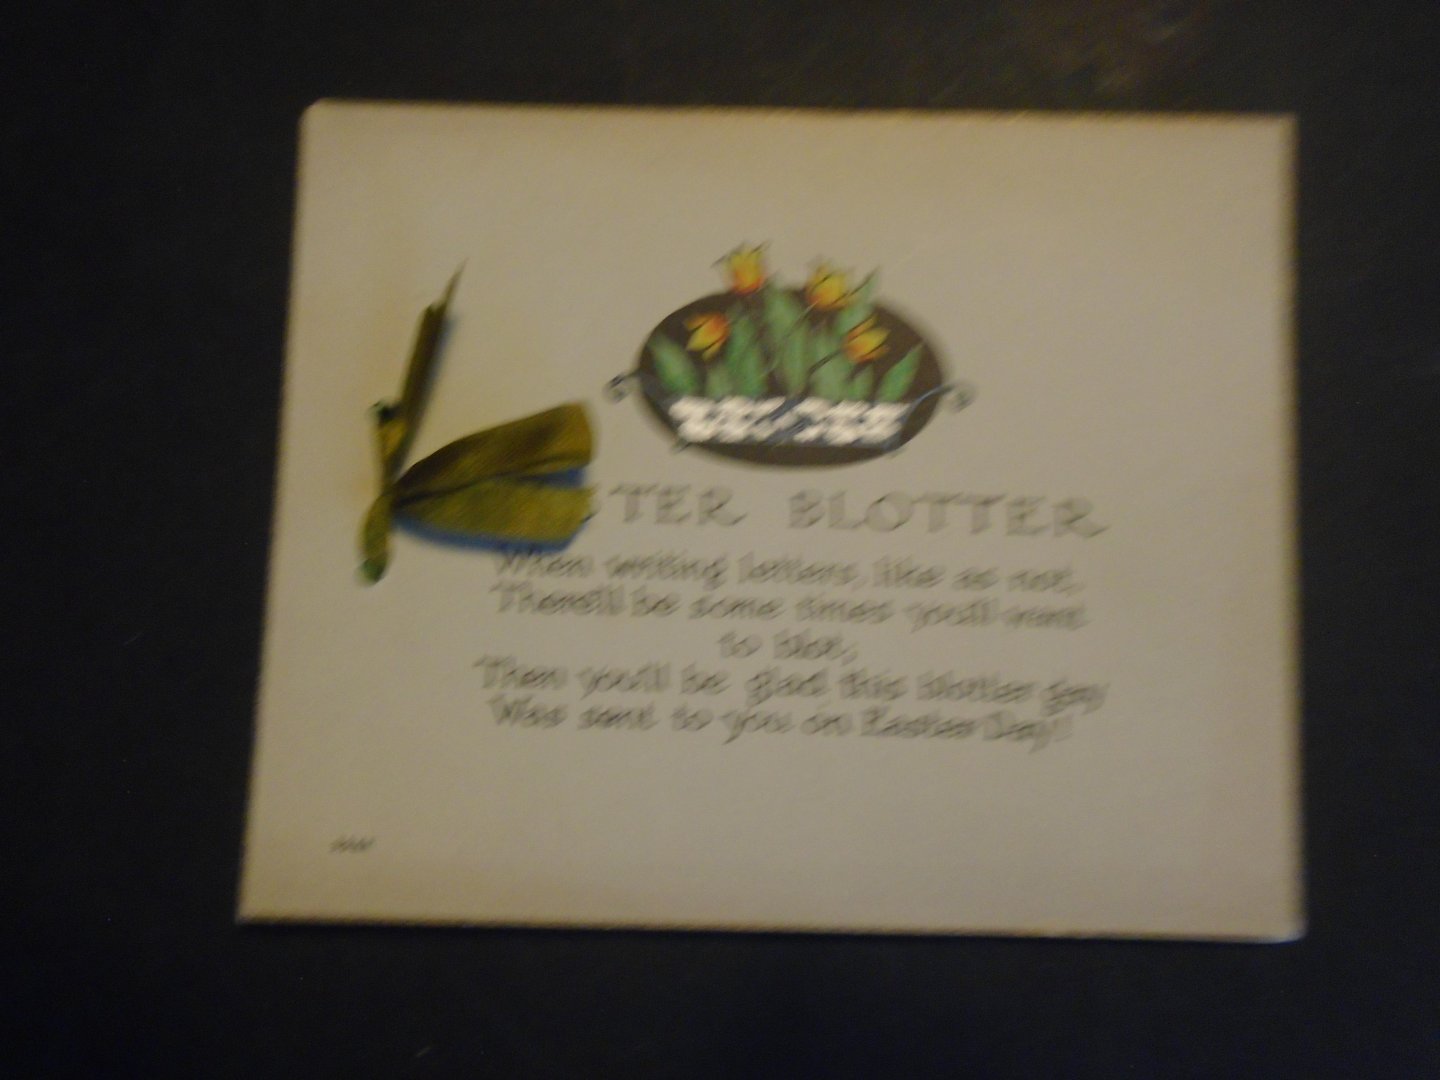 TER BLOTTER
When writing letters, like as not,
There'll be some times you'll want
to blot;
Then you'll be glad this blotter gay
Was sent to you on Easter Day!